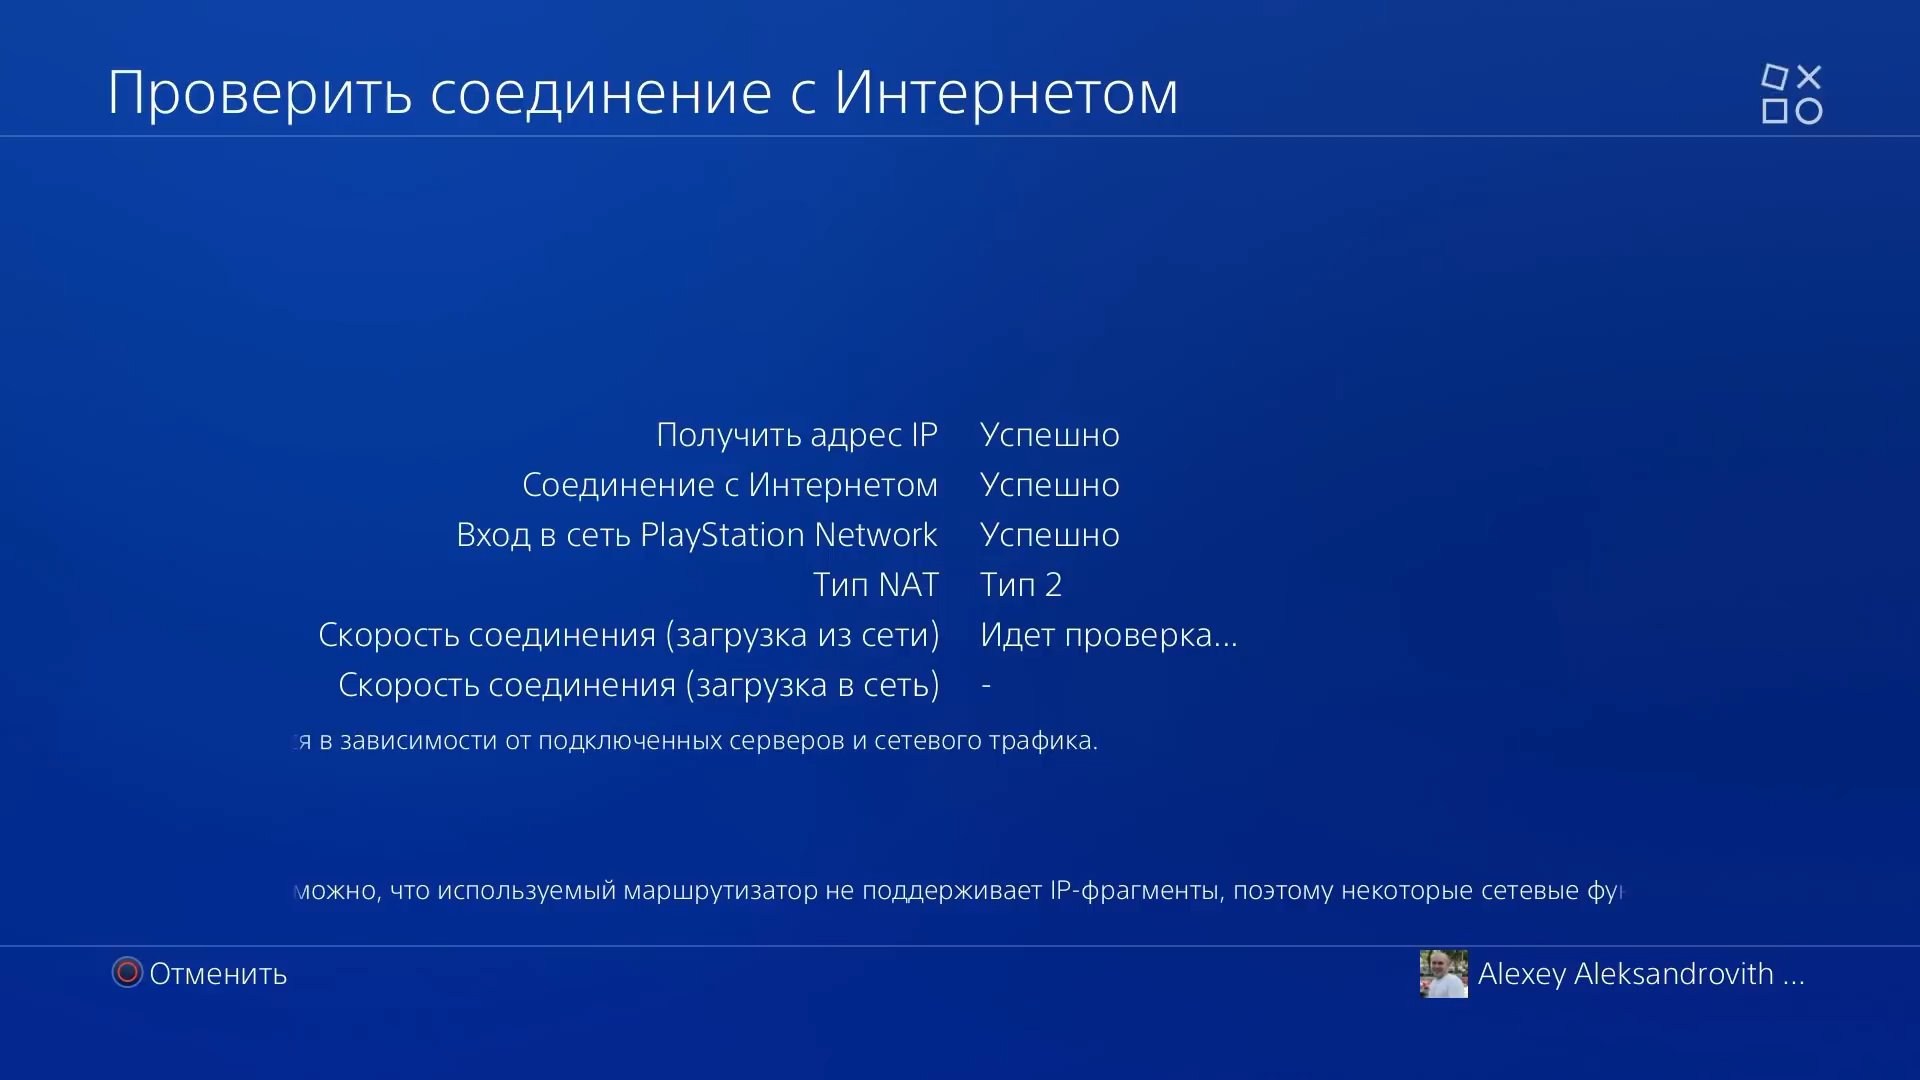 Проверить соединение с Интернетом
Получить адрес IP Успешно
Соединение с Интернетом Успешно
Вход в сеть PlayStation Network Успешно
Тип NAT Тип 2
Скорость соединения (загрузка из сети) Идет проверка...
Скорость соединения (загрузка в сеть) -
в зависимости от подключенных серверов и сетевого трафика.
можно, что используемый маршрутизатор не поддерживает IP-фрагменты, поэтому некоторые сетевые
Отменить
Alexey Aleksandrovith ...